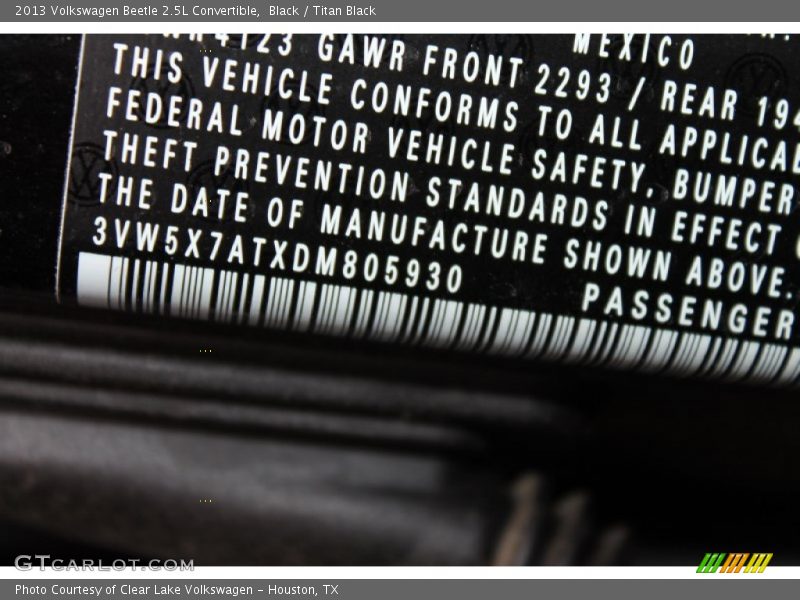 2013 Volkswagen Beetle 2.5L Convertible,  Black / Titan Black
MEXICO
GAWR FRONT 2293 / REAR 194
THIS VEHICLE CONFORMS TO ALL APPLICAB
FEDERAL MOTOR VEHICLE SAFETY, BUMPER
THEFT PREVENTION STANDARDS IN EFFECT
THE DATE OF MANUFACTURE SHOWN ABOVE.
3VW5X7ATXDM805930
PASSENGER
GTCARLOT.COM
Photo Courtesy of Clear Lake Volkswagen – Houston, TX